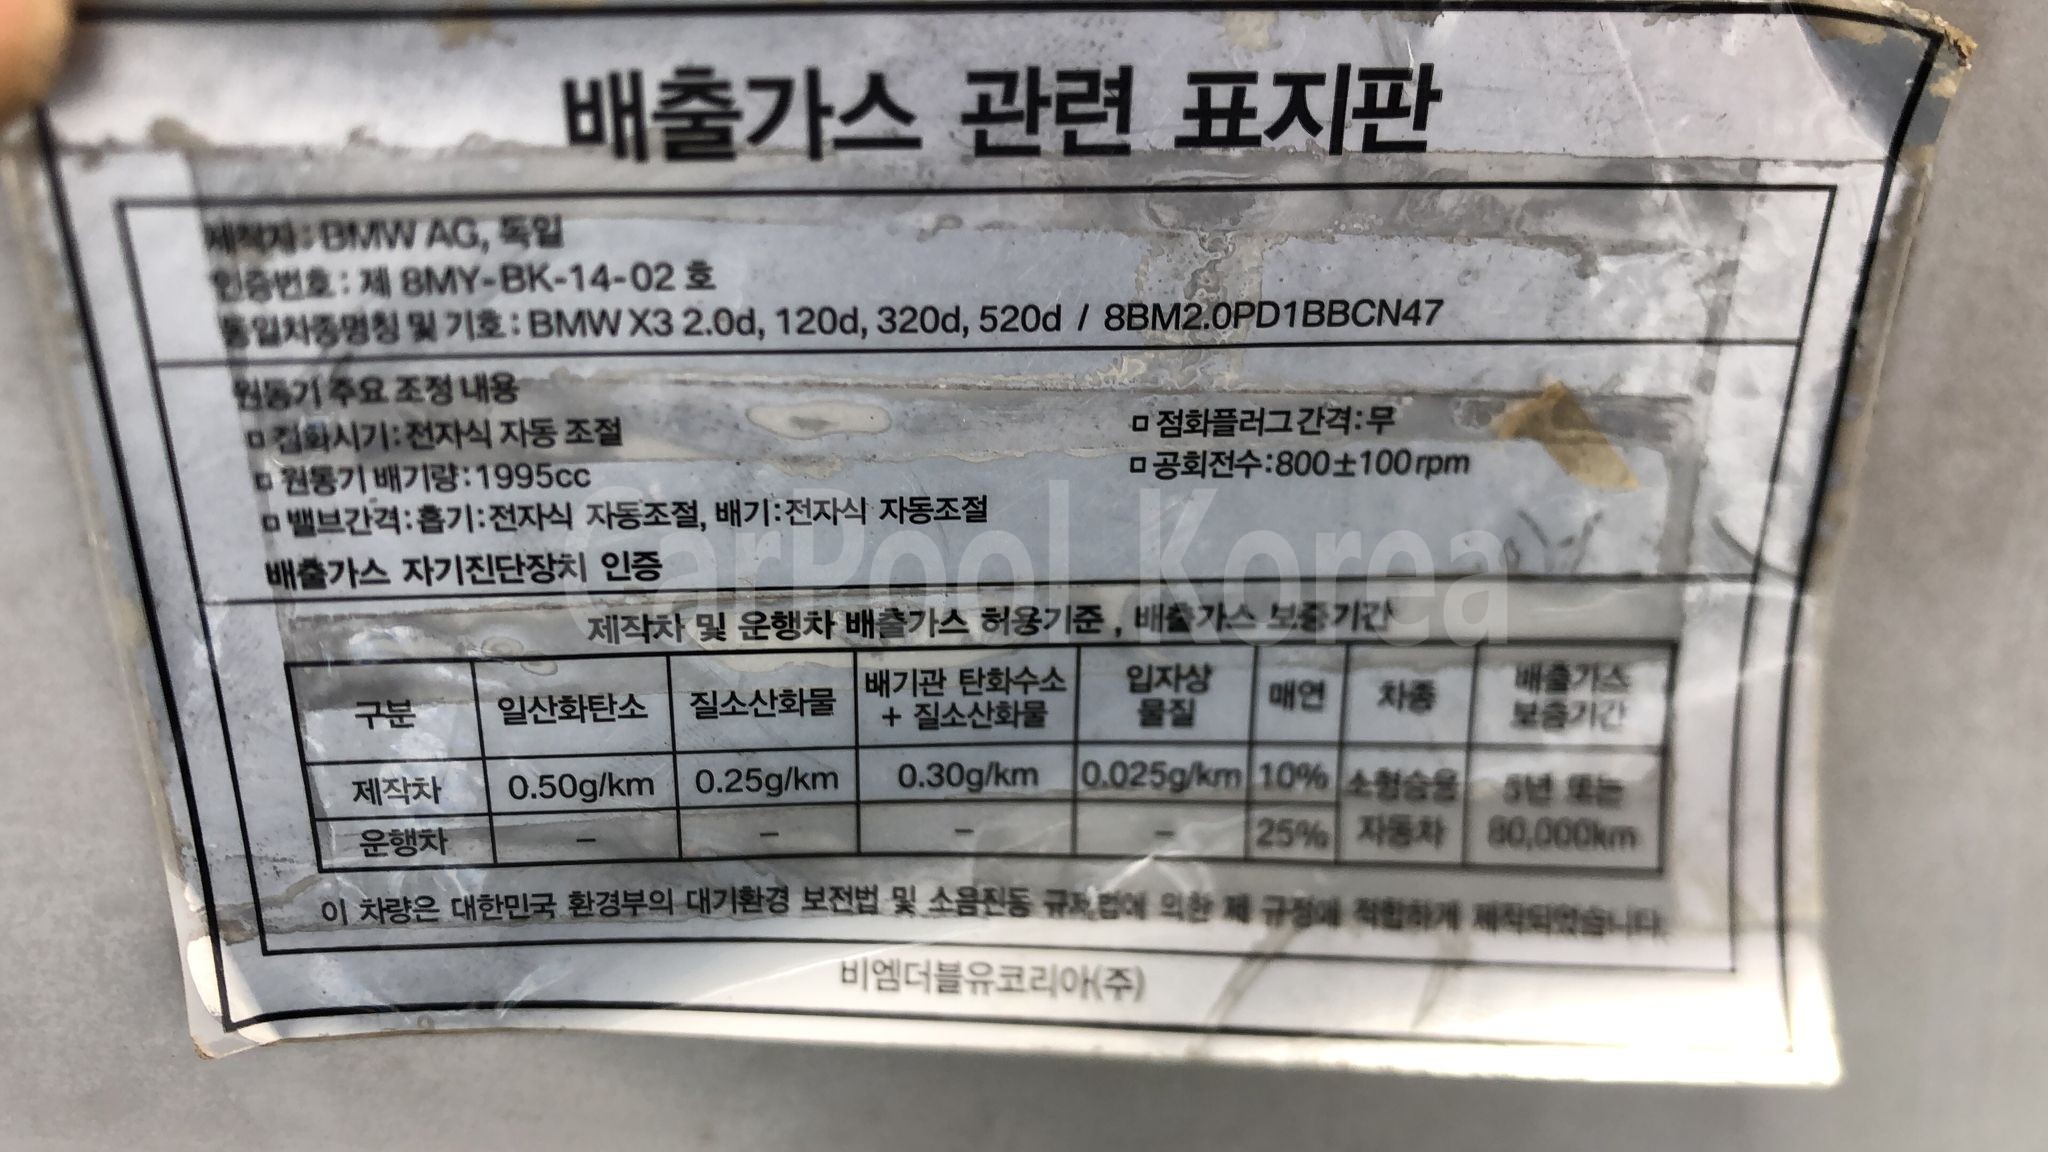 배출가스 관련 표지판
제작자: BMW AG, 독일
인증번호: 제 8MY-BK-14-02 호
동일차종명칭 및 기호: BMW X3 2.0d, 120d, 320d, 520d / 8BM2.0PD1BBCN47
원동기 주요 조정 내용
점화시기: 전자식 자동 조절
점화플러그간격: 무
원동기 배기량: 1995cc
공회전수: 800±100rpm
밸브간격: 흡기: 전자식 자동조절, 배기: 전자식 자동조절
배출가스 자기진단장치 인증
CarPool Korea
제작차 및 운행차 배출가스 허용기준, 배출가스 보증기간
구분 일산화탄소 질소산화물 배기관 탄화수소 + 질소산화물 입자상 물질 매연 차종 배출가스 보증기간
제작차 0.50g/km 0.25g/km 0.30g/km 0.025g/km 10% 소형승용 5년 또는
운행차 – – – – 25% 자동차 80,000km
이 차량은 대한민국 환경부의 대기환경 보전법 및 소음진동 규제법에 의한 제 규정에 적합하게 제작되었습니다.
비엠더블유코리아(주)